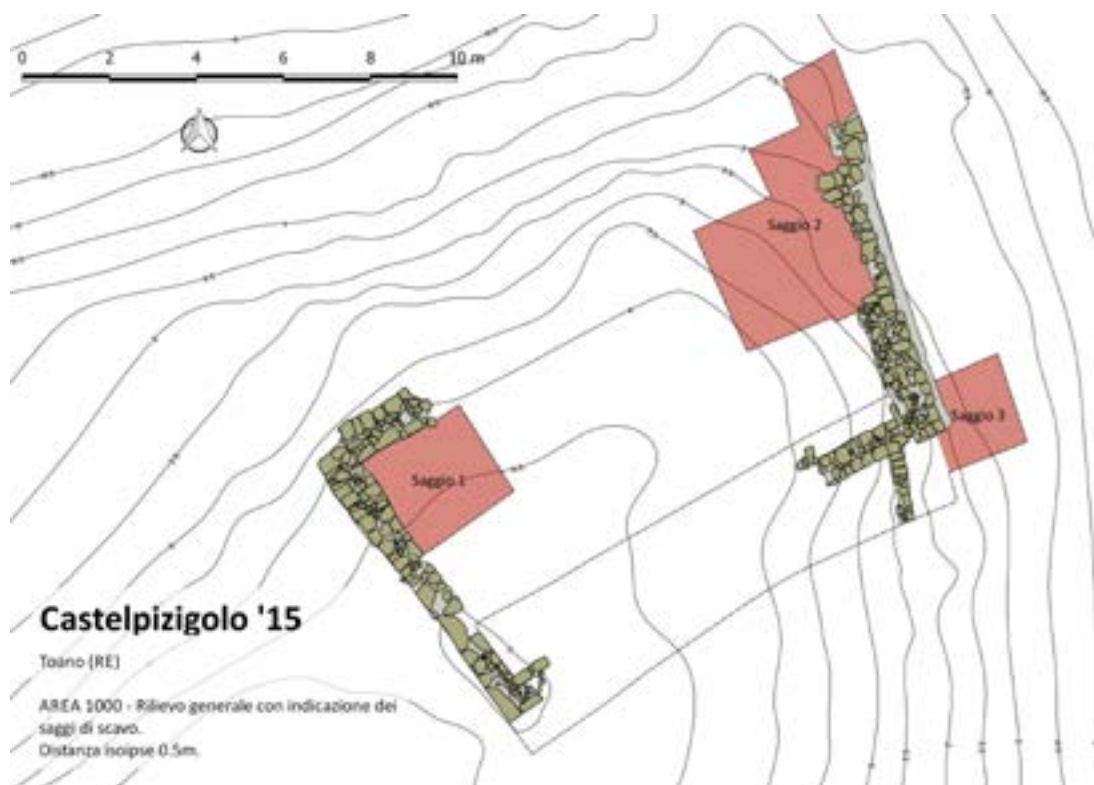 0 2 4 6 8 10 m
Saggio 2
Saggio 3
Saggio 1
Castelpizigolo '15
Toano (RE)
AREA 1000 - Rilievo generale con indicazione dei
saggi di scavo.
Distanza isoipse 0.5m.